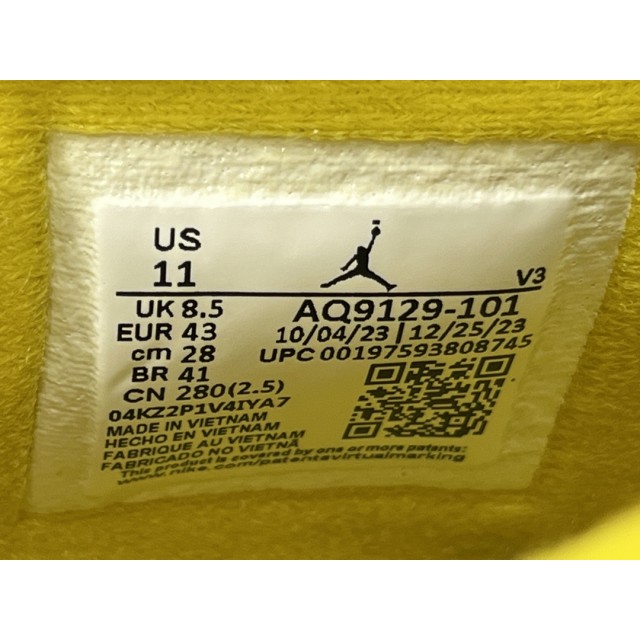 US
11
V3
UK 8.5
AQ9129-101
EUR 43
10/04/23 | 12/25/23
cm 28
UPC 00197593808745
BR 41
CN 280(2.5)
04KZ2P1V4IYA7
MADE IN VIETNAM
HECHO EN VIETNAM
FABRIQUE AU VIETNAM
FABRICADO NO VIETNÃ
This product is covered by one or more patents:
www.nike.com/patentsvirtualmarking